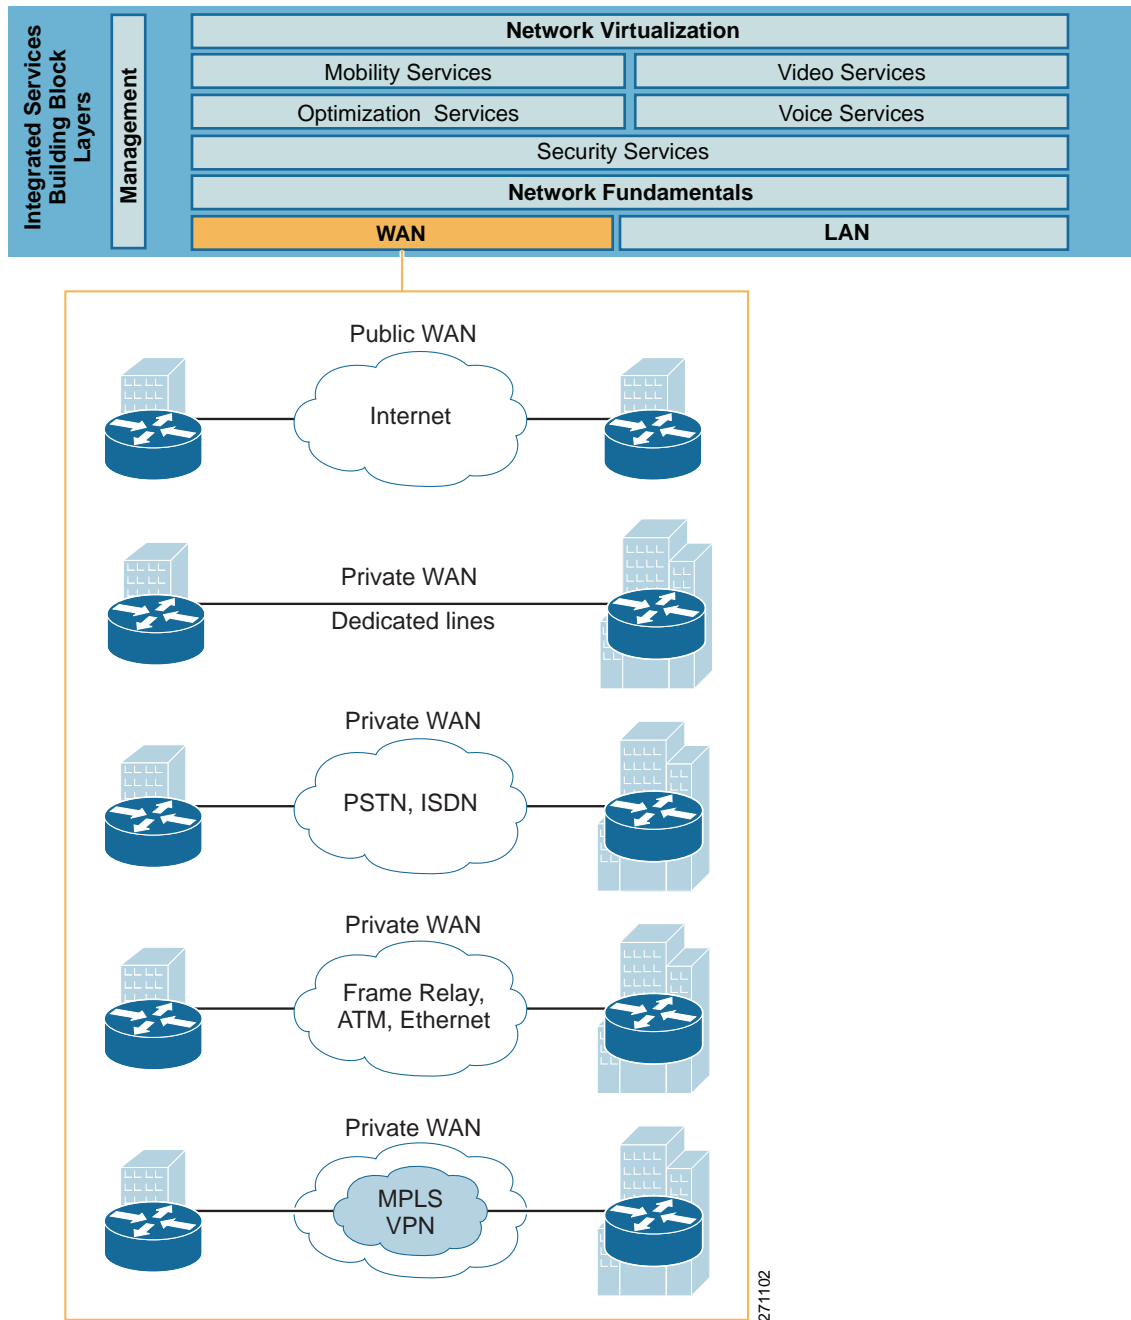 Integrated Services
Building Block
Layers
Management
Network Virtualization
Mobility Services
Video Services
Optimization Services
Voice Services
Security Services
Network Fundamentals
WAN
LAN
Public WAN
Internet
Private WAN
Dedicated lines
Private WAN
PSTN, ISDN
Private WAN
Frame Relay,
ATM, Ethernet
Private WAN
MPLS
VPN
271102